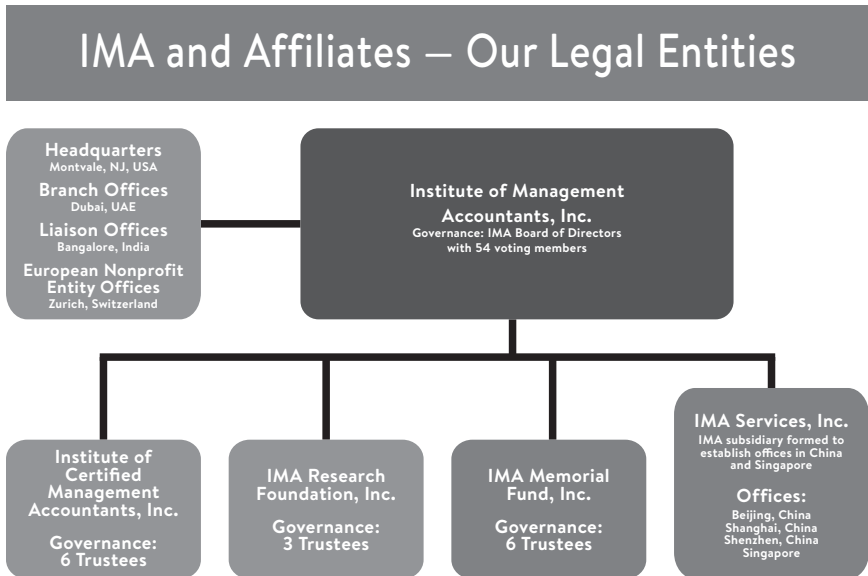 IMA and Affiliates – Our Legal Entities
Headquarters
Montvale, NJ, USA
Branch Offices
Dubai, UAE
Liaison Offices
Bangalore, India
European Nonprofit
Entity Offices
Zurich, Switzerland
Institute of Management
Accountants, Inc.
Governance: IMA Board of Directors
with 54 voting members
Institute of
Certified
Management
Accountants, Inc.
Governance:
6 Trustees
IMA Research
Foundation, Inc.
Governance:
3 Trustees
IMA Memorial
Fund, Inc.
Governance:
6 Trustees
IMA Services, Inc.
IMA subsidiary formed to
establish offices in China
and Singapore
Offices:
Beijing, China
Shanghai, China
Shenzhen, China
Singapore